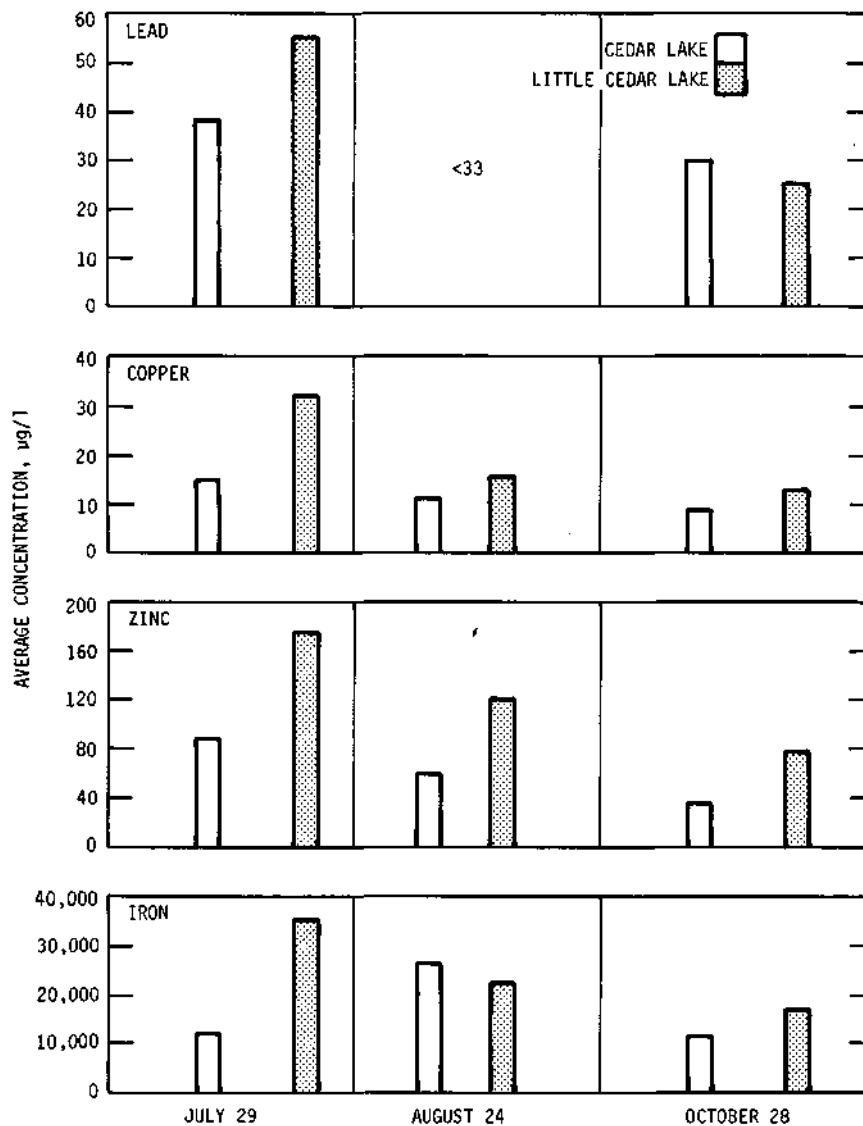 LEAD
CEDAR LAKE
LITTLE CEDAR LAKE
60
50
40
30
20
10
0
<33
COPPER
40
30
20
10
0
ZINC
200
160
120
80
40
0
IRON
40,000
30,000
20,000
10,000
0
AVERAGE CONCENTRATION, µg/l
JULY 29
AUGUST 24
OCTOBER 28